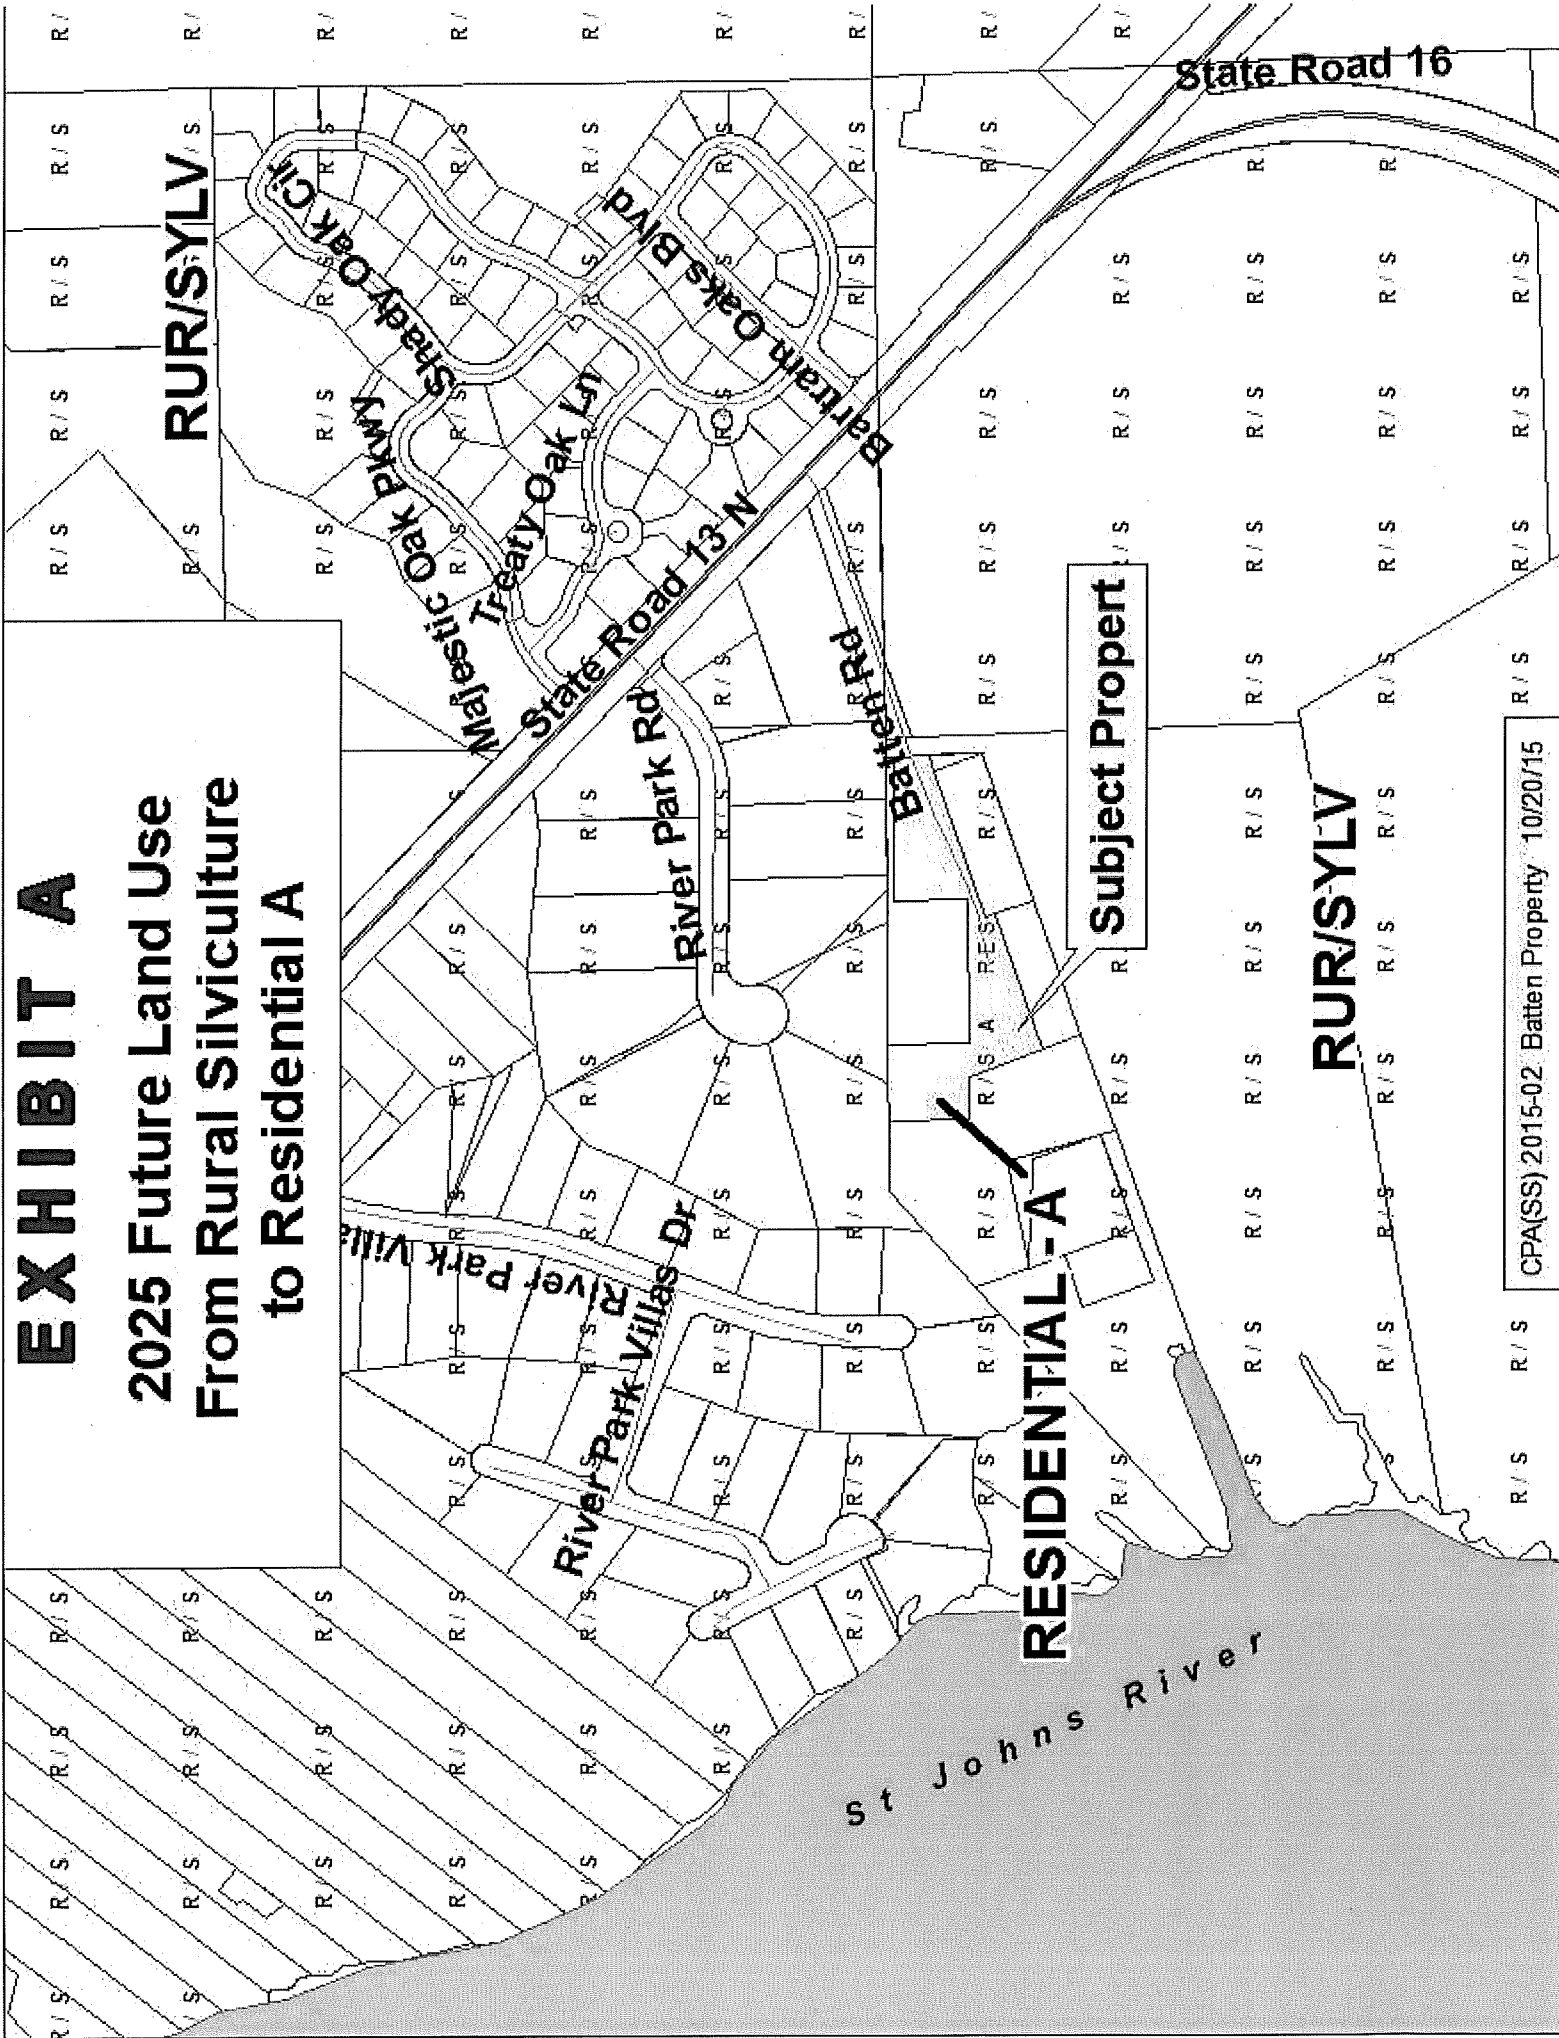 EXHIBIT A
2025 Future Land Use
From Rural Silviculture
to Residential A
RUR/SYLV
Shady Oak Cir
Majestic Oak Pkwy
Treaty Oak Ln
Bartram Oaks Blvd
State Road 13 N
State Road 16
River Park Rd
Batten Rd
River Park Villa
River Park Villas Dr
RES A
RES
Subject Propert
RESIDENTIAL - A
RUR/SYLV
St Johns River
R/S
CPA(SS) 2015-02 Batten Property 10/20/15